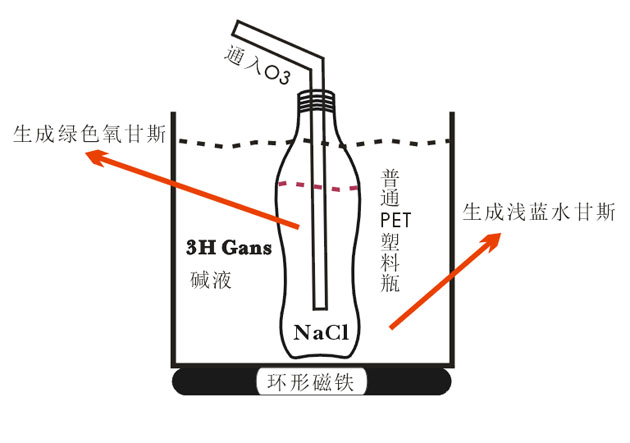 通入O3
生成绿色氧甘斯
普通PET塑料瓶
生成浅蓝水甘斯
3H Gans
碱液
NaCl
环形磁铁